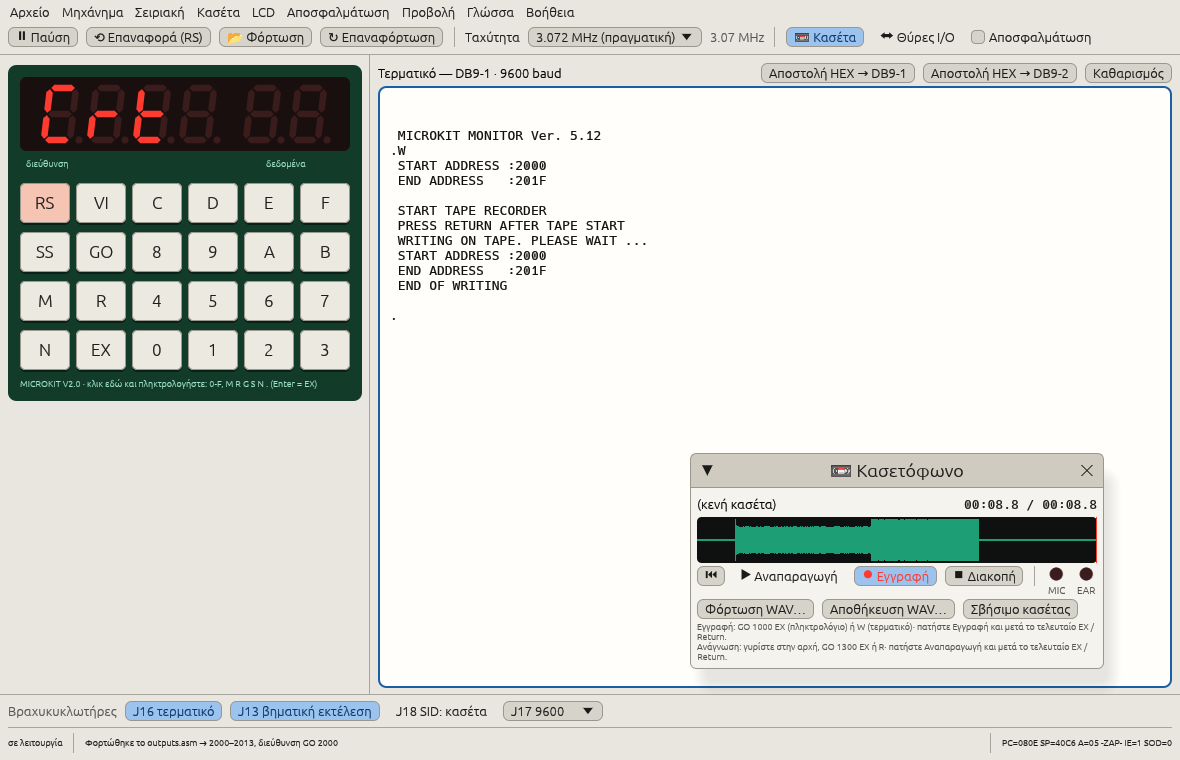 Αρχείο Μηχάνημα Σειριακή Κασέτα LCD Αποσφαλμάτωση Προβολή Γλώσσα Βοήθεια
Παύση Επαναφορά (RS) Φόρτωση Επαναφόρτωση Ταχύτητα 3.072 MHz (πραγματική) 3.07 MHz Κασέτα Θύρες I/O Αποσφαλμάτωση
Crt
διεύθυνση δεδομένα
RS VI C D E F
SS GO 8 9 A B
M R 4 5 6 7
N EX 0 1 2 3
MICROKIT V2.0 · κλικ εδώ και πληκτρολογήστε: 0-F, M R G S N . (Enter = EX)
Τερματικό — DB9-1 · 9600 baud Αποστολή HEX → DB9-1 Αποστολή HEX → DB9-2 Καθαρισμός
MICROKIT MONITOR Ver. 5.12
.W
START ADDRESS :2000
END ADDRESS   :201F
START TAPE RECORDER
PRESS RETURN AFTER TAPE START
WRITING ON TAPE. PLEASE WAIT ...
START ADDRESS :2000
END ADDRESS   :201F
END OF WRITING
.
Κασετόφωνο
(κενή κασέτα) 00:08.8 / 00:08.8
Αναπαραγωγή Εγγραφή Διακοπή MIC EAR
Φόρτωση WAV... Αποθήκευση WAV... Σβήσιμο κασέτας
Εγγραφή: GO 1000 EX (πληκτρολόγιο) ή W (τερματικό)· πατήστε Εγγραφή και μετά το τελευταίο EX /
Return.
Ανάγνωση: γυρίστε στην αρχή, GO 1300 EX ή R· πατήστε Αναπαραγωγή και μετά το τελευταίο EX /
Return.
Βραχυκυκλωτήρες J16 τερματικό J13 βηματική εκτέλεση J18 SID: κασέτα J17 9600
σε λειτουργία Φορτώθηκε το outputs.asm → 2000–2013, διεύθυνση GO 2000 PC=080E SP=40C6 A=05 -ZAP- IE=1 SOD=0